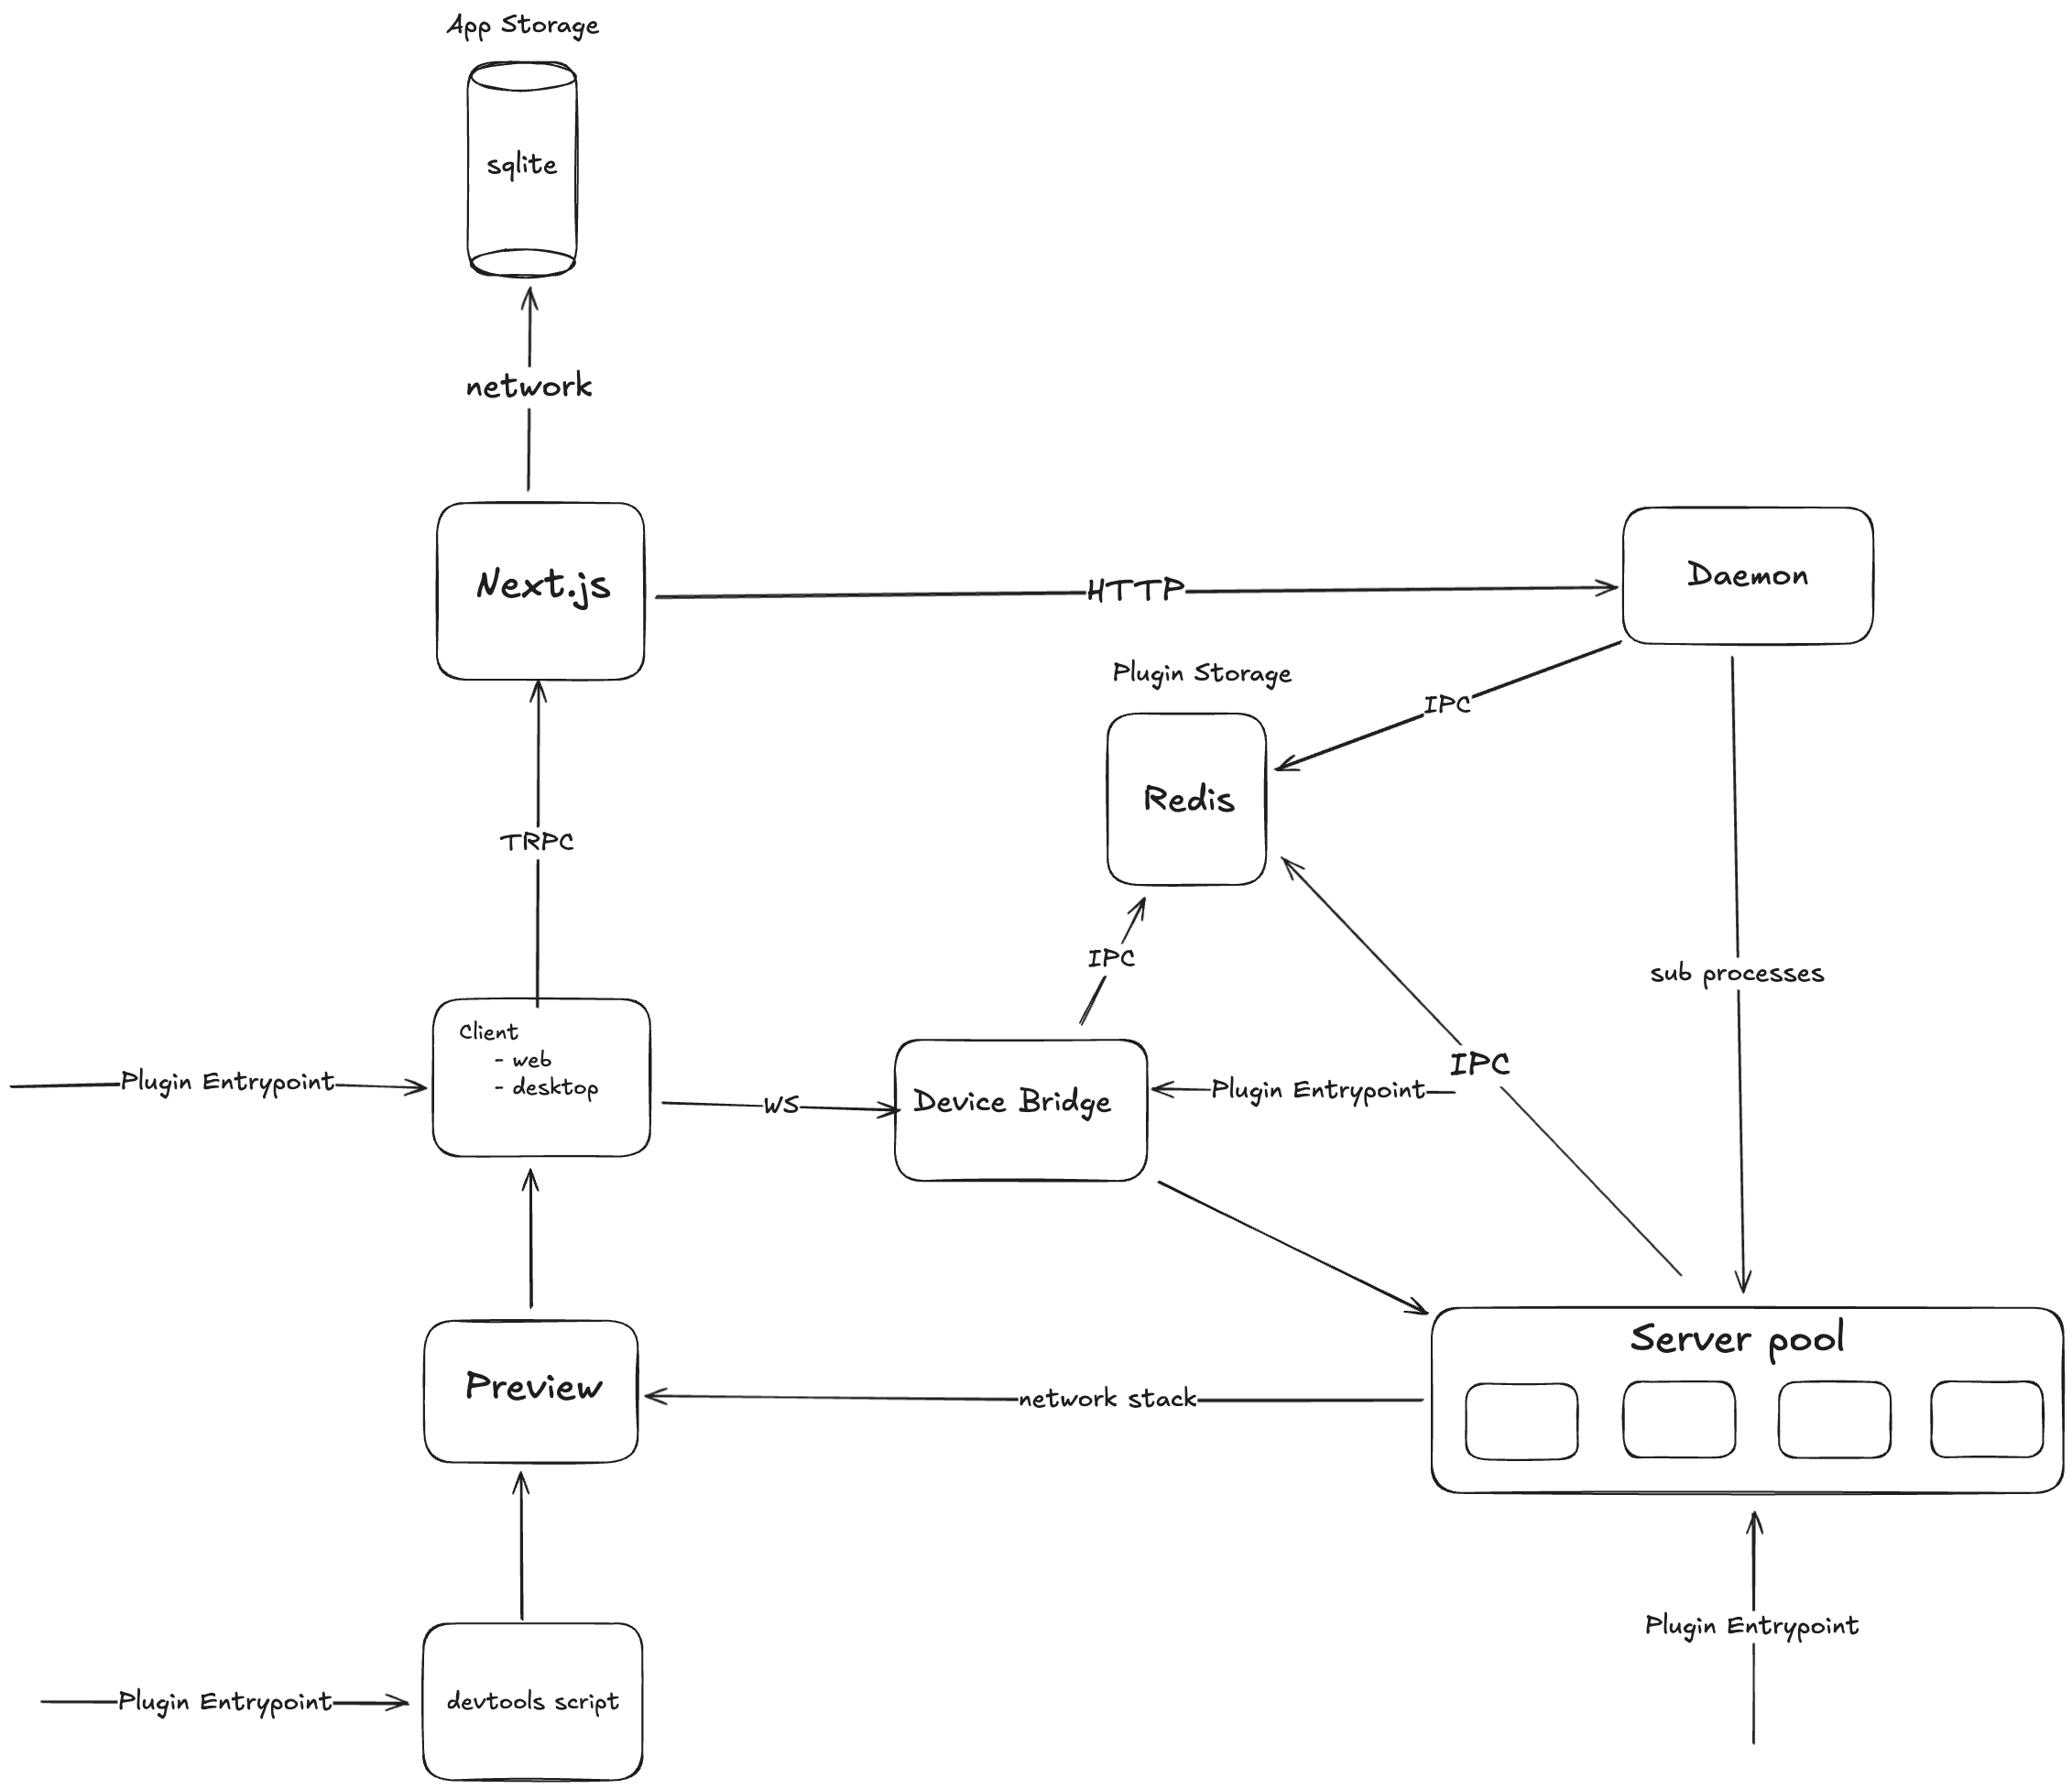 App Storage
sqlite
network
Next.js
HTTP
Daemon
Plugin Storage
IPC
Redis
TRPC
IPC
sub processes
Client
- web
- desktop
Plugin Entrypoint
WS
Device Bridge
Plugin Entrypoint
IPC
Server pool
Preview
network stack
Plugin Entrypoint
Plugin Entrypoint
devtools script